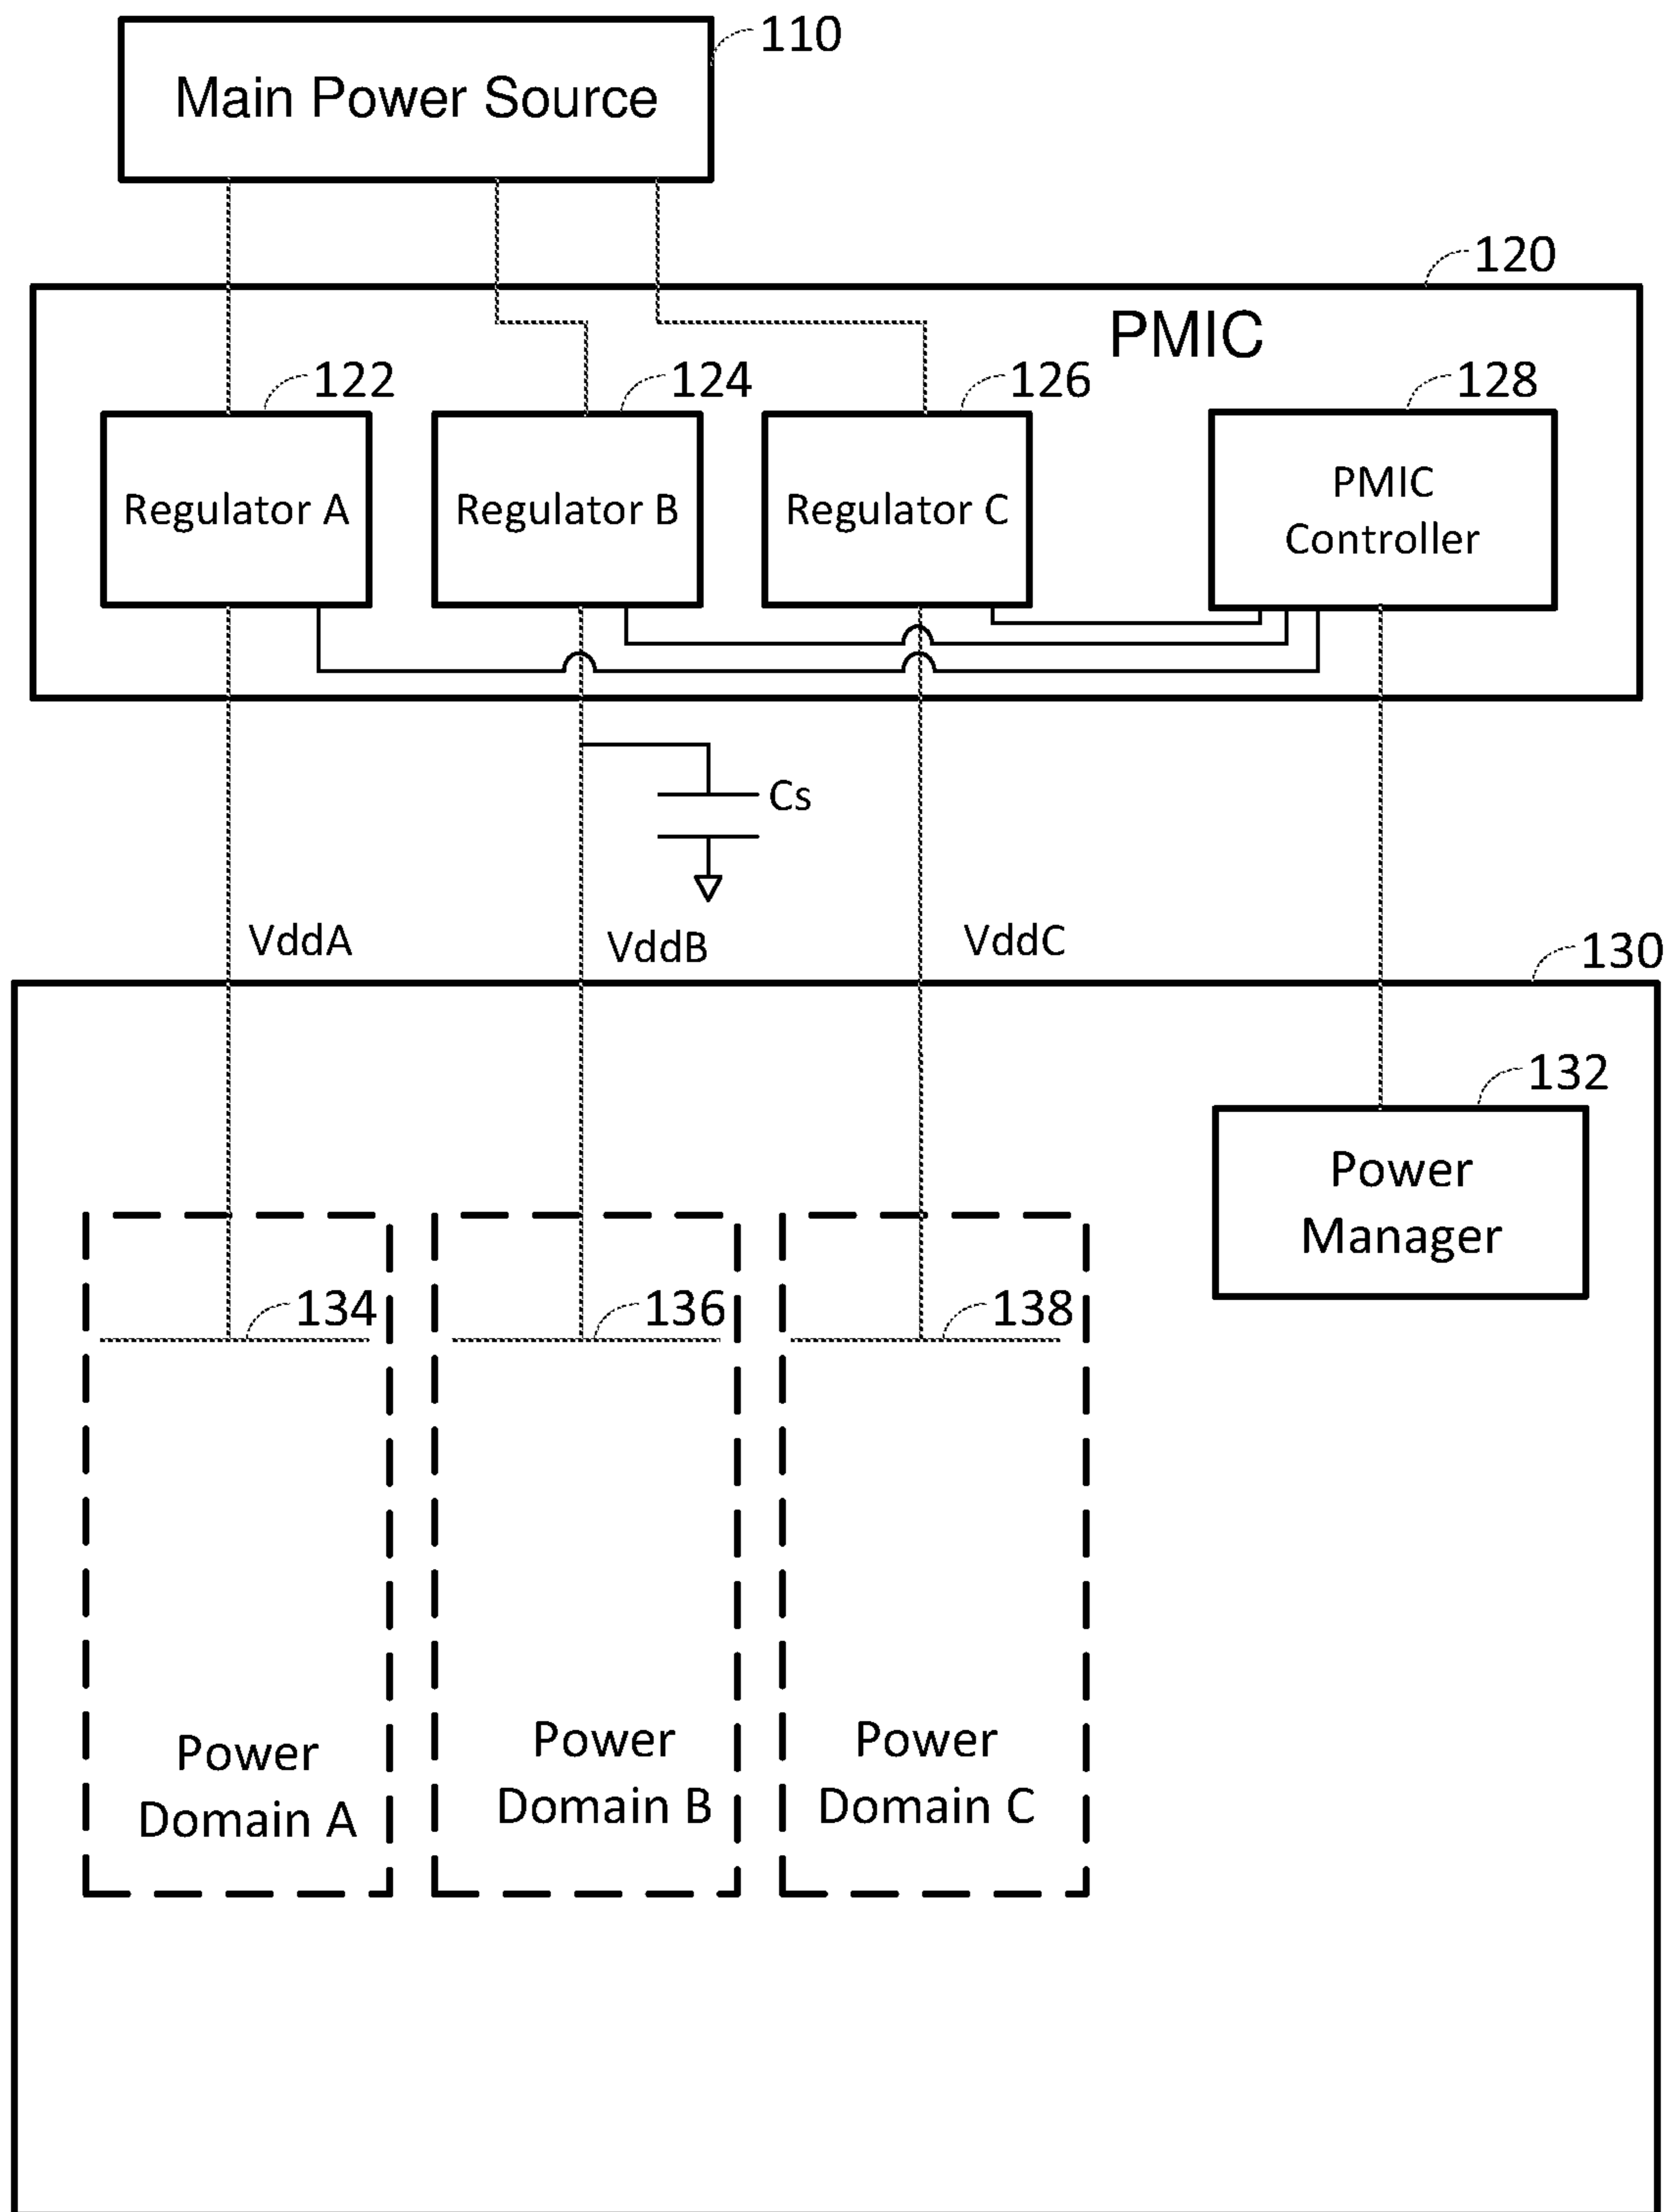 110
Main Power Source
120
PMIC
122
124
126
128
Regulator A
Regulator B
Regulator C
PMIC
Controller
Cs
VddA
VddB
VddC
130
132
Power
Manager
134
136
138
Power
Domain A
Power
Domain B
Power
Domain C